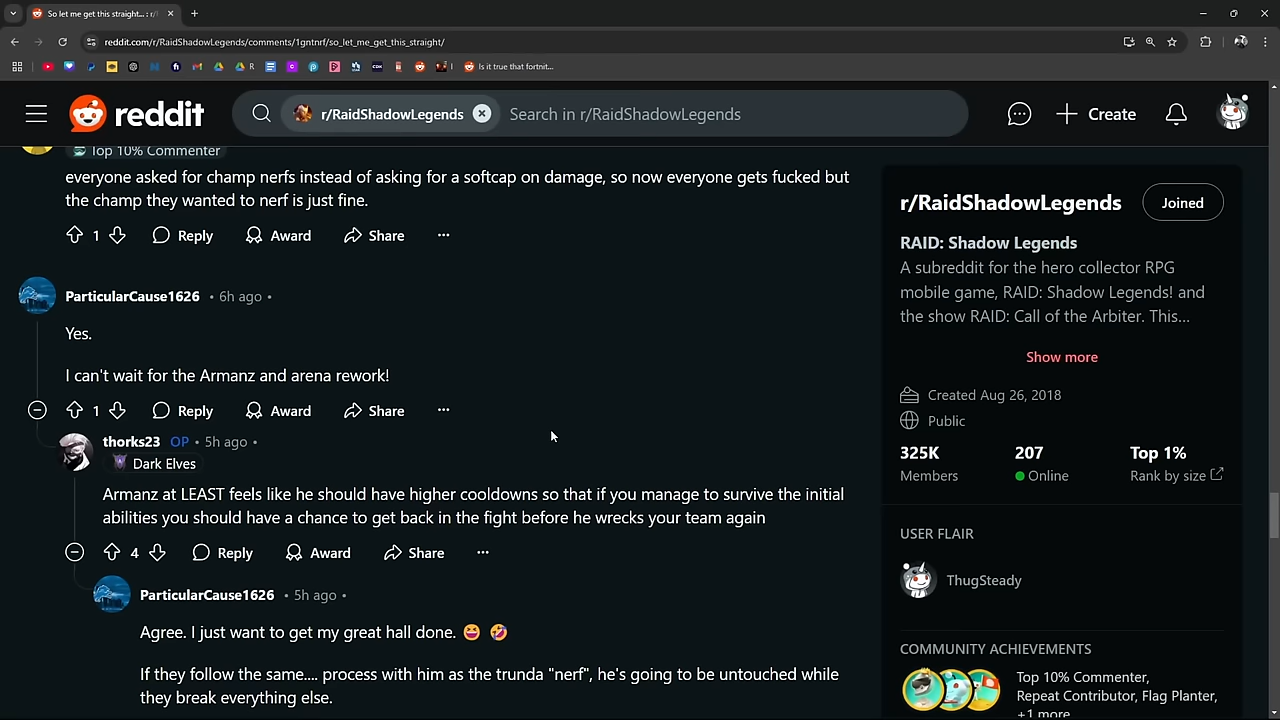 So let me get this straight... : r/
reddit.com/r/RaidShadowLegends/comments/1gntnrf/so_let_me_get_this_straight/
Is it true that fortnit...
reddit
r/RaidShadowLegends
Search in r/RaidShadowLegends
Create
Top 10% Commenter
everyone asked for champ nerfs instead of asking for a softcap on damage, so now everyone gets fucked but
the champ they wanted to nerf is just fine.
1 Reply Award Share
ParticularCause1626 • 6h ago •
Yes.
I can't wait for the Armanz and arena rework!
1 Reply Award Share
thorks23 OP • 5h ago •
Dark Elves
Armanz at LEAST feels like he should have higher cooldowns so that if you manage to survive the initial
abilities you should have a chance to get back in the fight before he wrecks your team again
4 Reply Award Share
ParticularCause1626 • 5h ago •
Agree. I just want to get my great hall done. 😆 🤣
If they follow the same.... process with him as the trunda "nerf", he's going to be untouched while
they break everything else.
r/RaidShadowLegends
Joined
RAID: Shadow Legends
A subreddit for the hero collector RPG
mobile game, RAID: Shadow Legends! and
the show RAID: Call of the Arbiter. This...
Show more
Created Aug 26, 2018
Public
325K 207 Top 1%
Members Online Rank by size
USER FLAIR
ThugSteady
COMMUNITY ACHIEVEMENTS
Top 10% Commenter,
Repeat Contributor, Flag Planter,
+1 more